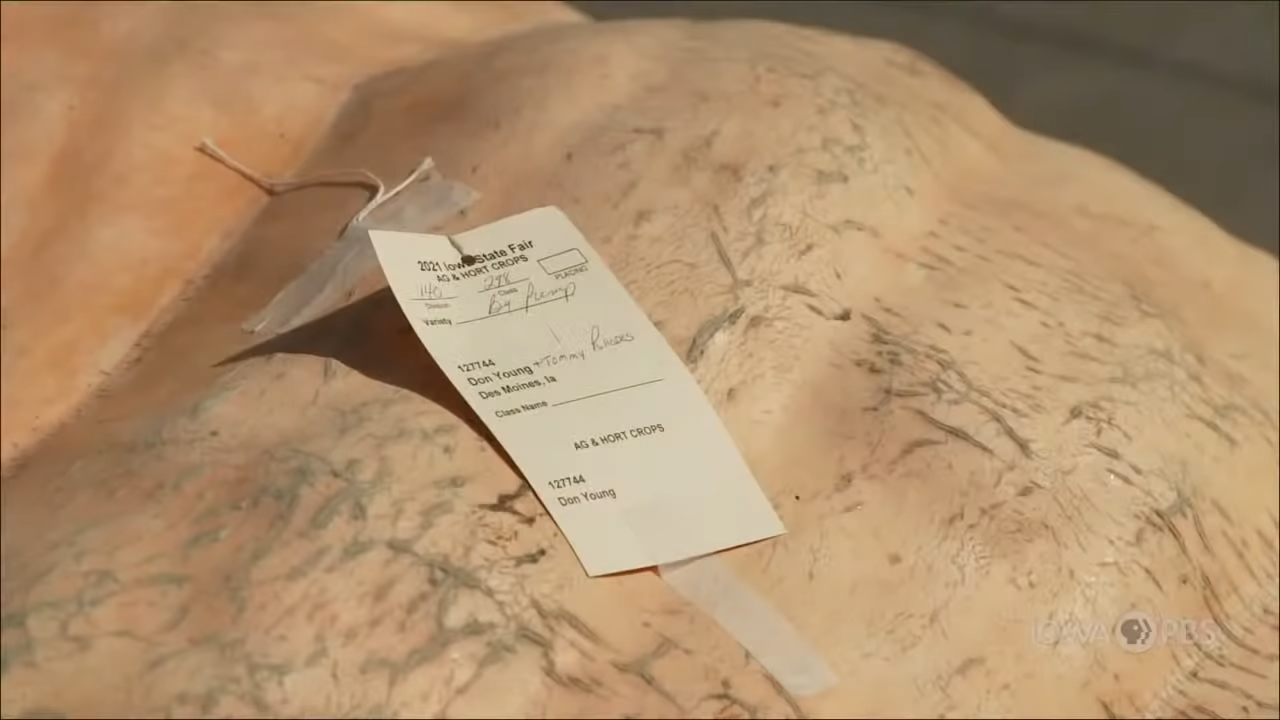 2021 Iowa State Fair
AG & HORT CROPS
PLACING
140 298
Division Class
Variety Big Pump
127744
Don Young + Tommy Rhodes
Des Moines, Ia
Class Name
AG & HORT CROPS
127744
Don Young
IOWA PBS